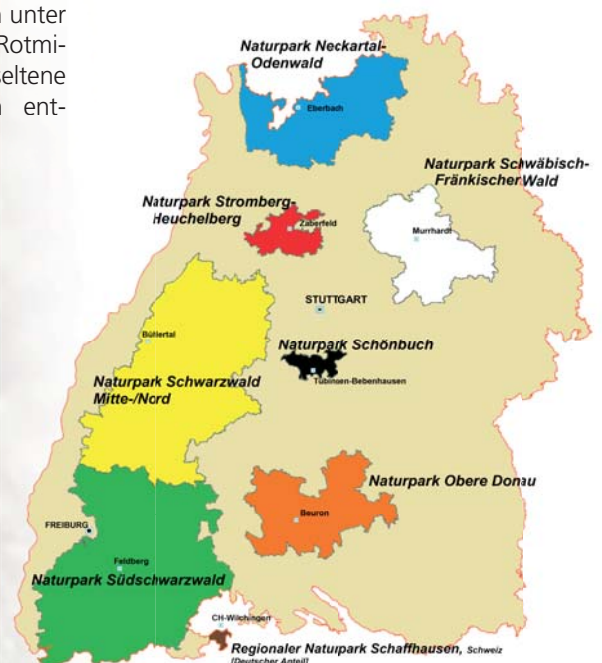 unter
Rotmi-
seltene
ent-
Naturpark Neckartal-
Odenwald
Eberbach
Naturpark Schwäbisch-
Fränkischer Wald
Naturpark Stromberg-
Heuchelberg
Zaberfeld
Murrhardt
STUTTGART
Bühlertal
Naturpark Schönbuch
Tübingen-Bebenhausen
Naturpark Schwarzwald
Mitte-/Nord
Naturpark Obere Donau
Beuron
FREIBURG
Feldberg
Naturpark Südschwarzwald
CH-Wilchingen
Regionaler Naturpark Schaffhausen, Schweiz
[Deutscher Anteil]